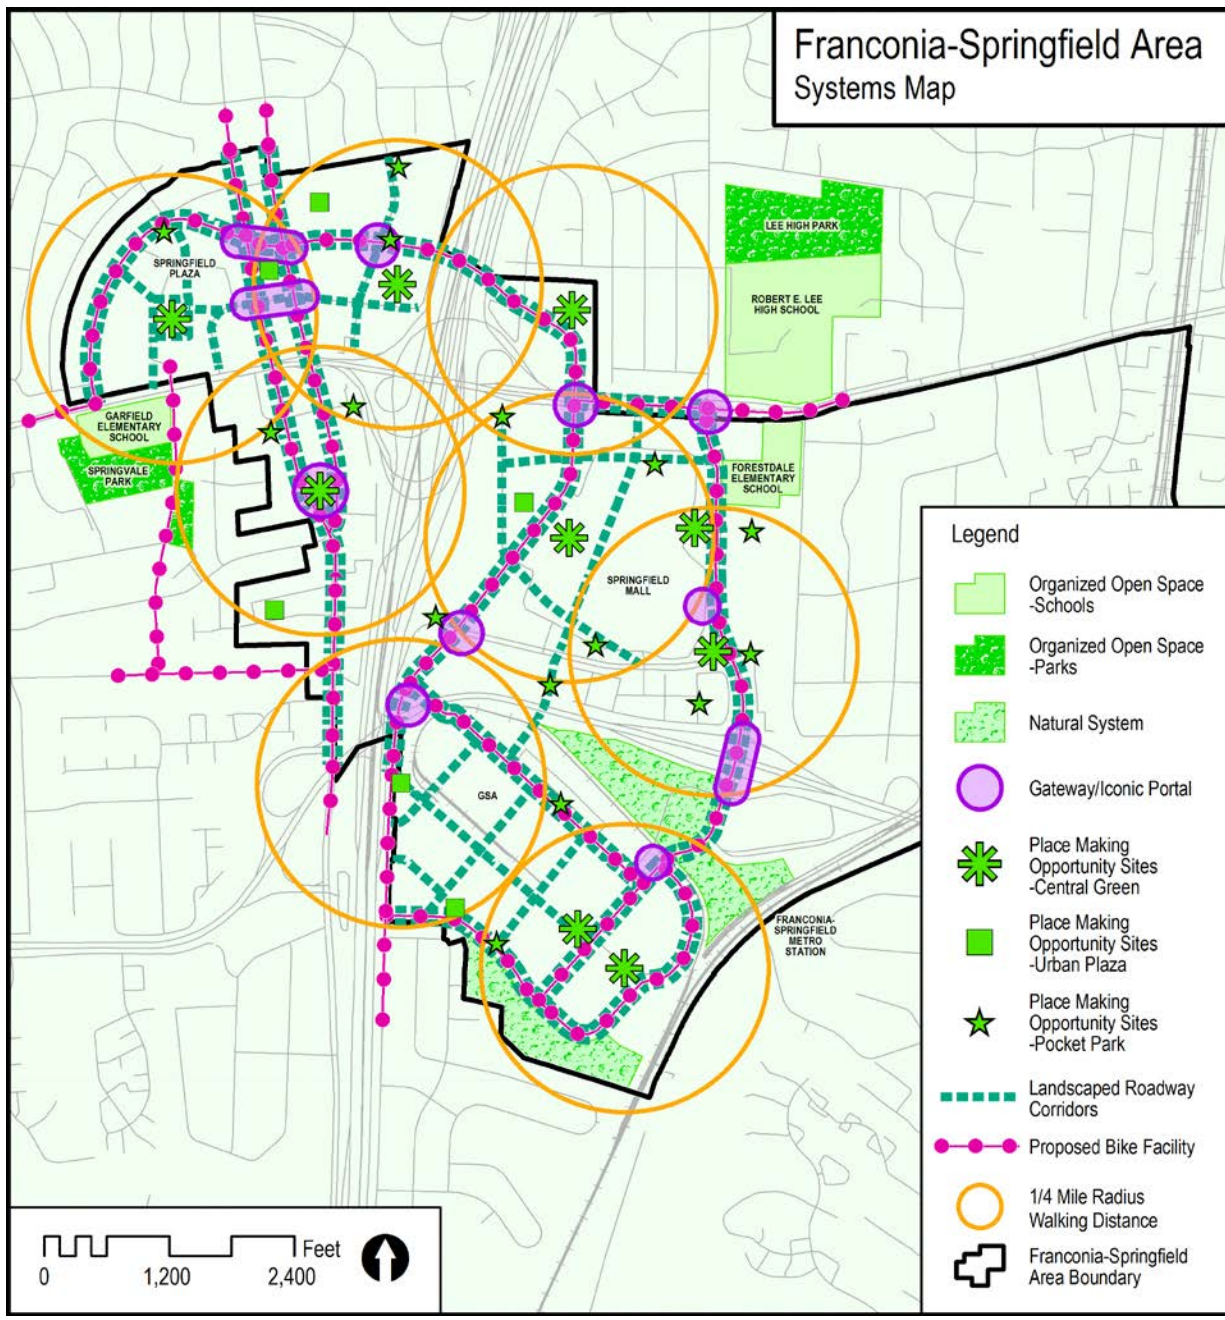 Franconia-Springfield Area
Systems Map
LEE HIGH PARK
SPRINGFIELD
PLAZA
ROBERT E. LEE
HIGH SCHOOL
GARFIELD
ELEMENTARY
SCHOOL
SPRINGVALE
PARK
FORESTDALE
ELEMENTARY
SCHOOL
SPRINGFIELD
MALL
GSA
FRANCONIA-
SPRINGFIELD
METRO
STATION
Legend
Organized Open Space
-Schools
Organized Open Space
-Parks
Natural System
Gateway/Iconic Portal
Place Making
Opportunity Sites
-Central Green
Place Making
Opportunity Sites
-Urban Plaza
Place Making
Opportunity Sites
-Pocket Park
Landscaped Roadway
Corridors
Proposed Bike Facility
1/4 Mile Radius
Walking Distance
Franconia-Springfield
Area Boundary
Feet
0 1,200 2,400